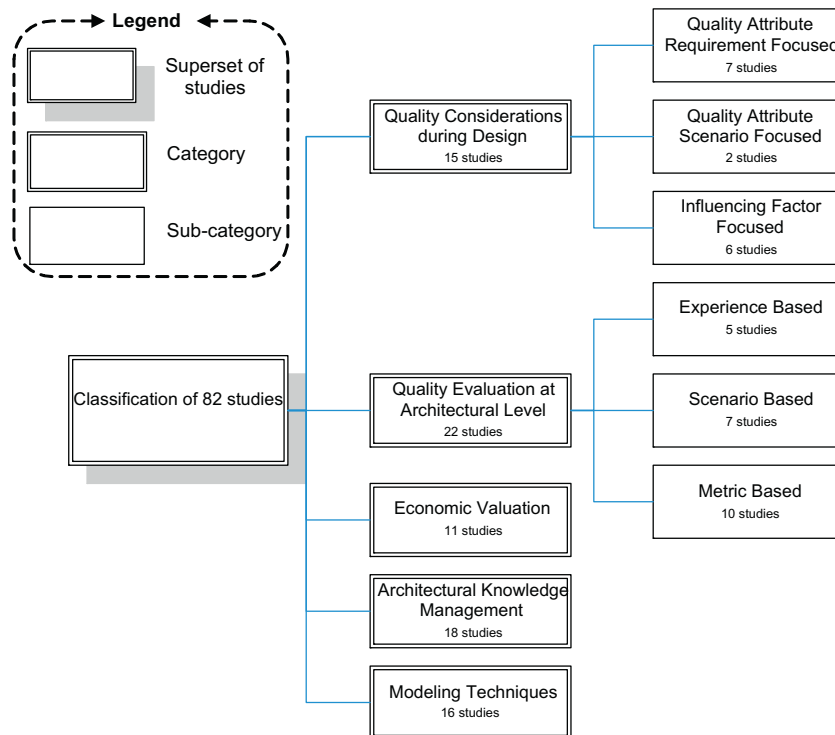 Legend
Superset of
studies
Category
Sub-category
Classification of 82 studies
Quality Considerations
during Design
15 studies
Quality Attribute
Requirement Focused
7 studies
Quality Attribute
Scenario Focused
2 studies
Influencing Factor
Focused
6 studies
Quality Evaluation at
Architectural Level
22 studies
Experience Based
5 studies
Scenario Based
7 studies
Metric Based
10 studies
Economic Valuation
11 studies
Architectural Knowledge
Management
18 studies
Modeling Techniques
16 studies